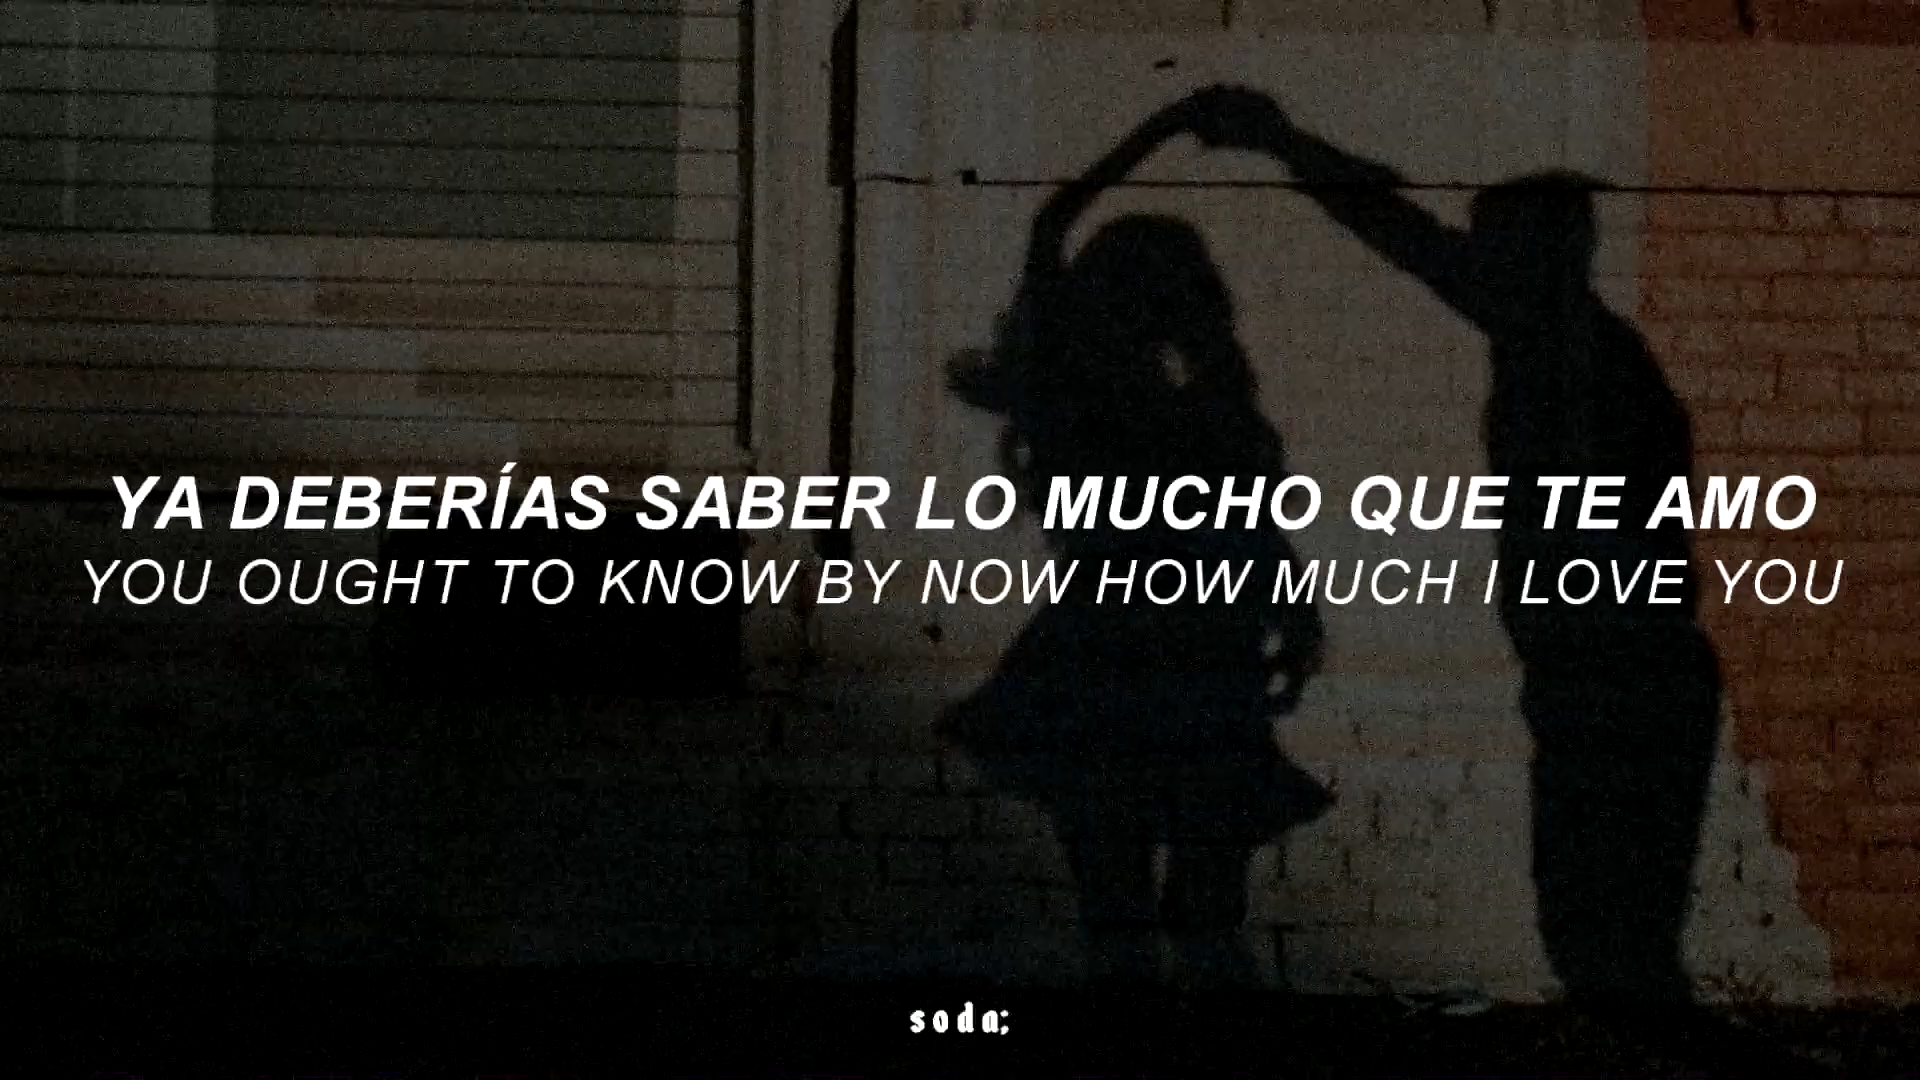 YA DEBERÍAS SABER LO MUCHO QUE TE AMO
YOU OUGHT TO KNOW BY NOW HOW MUCH I LOVE YOU
soda;